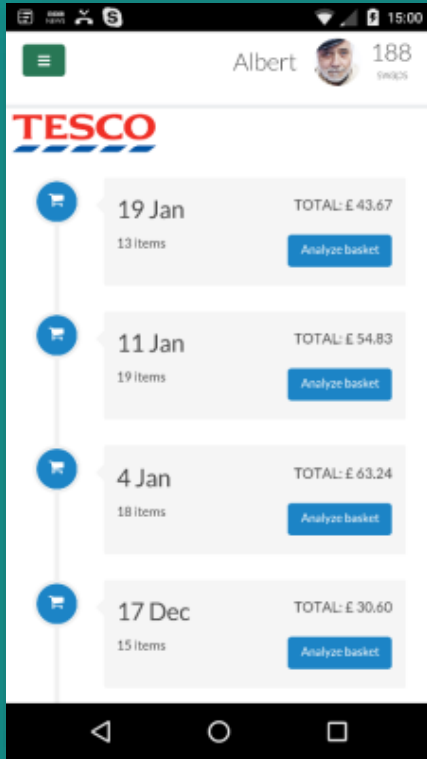 15:00
Albert
188
swaps
TESCO
19 Jan
TOTAL: £ 43.67
13 items
Analyze basket
11 Jan
TOTAL: £ 54.83
19 items
Analyze basket
4 Jan
TOTAL: £ 63.24
18 items
Analyze basket
17 Dec
TOTAL: £ 30.60
15 items
Analyze basket